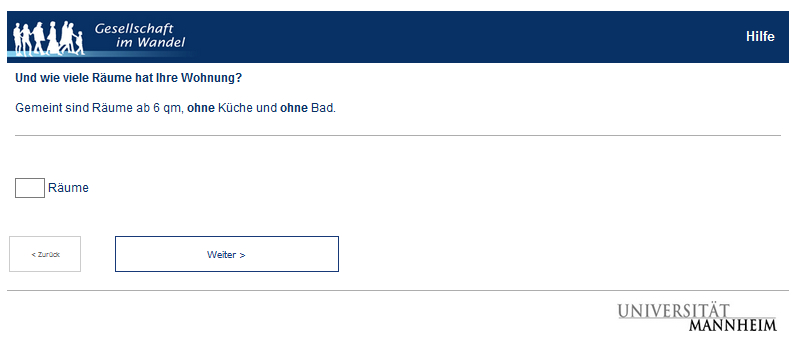 Gesellschaft
im Wandel
Hilfe
Und wie viele Räume hat Ihre Wohnung?
Gemeint sind Räume ab 6 qm, ohne Küche und ohne Bad.
Räume
< Zurück
Weiter >
UNIVERSITÄT
MANNHEIM